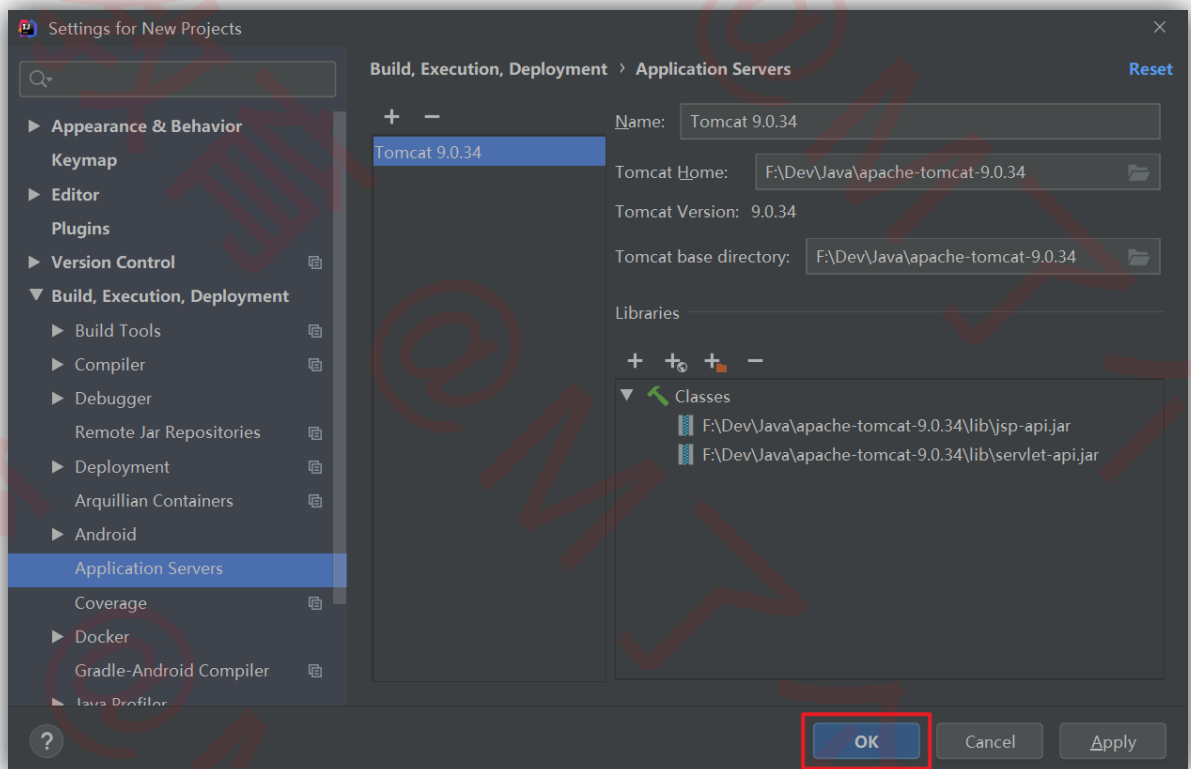 Settings for New Projects
Appearance & Behavior
Keymap
Editor
Plugins
Version Control
Build, Execution, Deployment
Build Tools
Compiler
Debugger
Remote Jar Repositories
Deployment
Arquillian Containers
Android
Application Servers
Coverage
Docker
Gradle-Android Compiler
Java Profiler
Build, Execution, Deployment › Application Servers
Reset
Tomcat 9.0.34
Name: Tomcat 9.0.34
Tomcat Home: F:\Dev\Java\apache-tomcat-9.0.34
Tomcat Version: 9.0.34
Tomcat base directory: F:\Dev\Java\apache-tomcat-9.0.34
Libraries
Classes
F:\Dev\Java\apache-tomcat-9.0.34\lib\jsp-api.jar
F:\Dev\Java\apache-tomcat-9.0.34\lib\servlet-api.jar
?
OK
Cancel
Apply